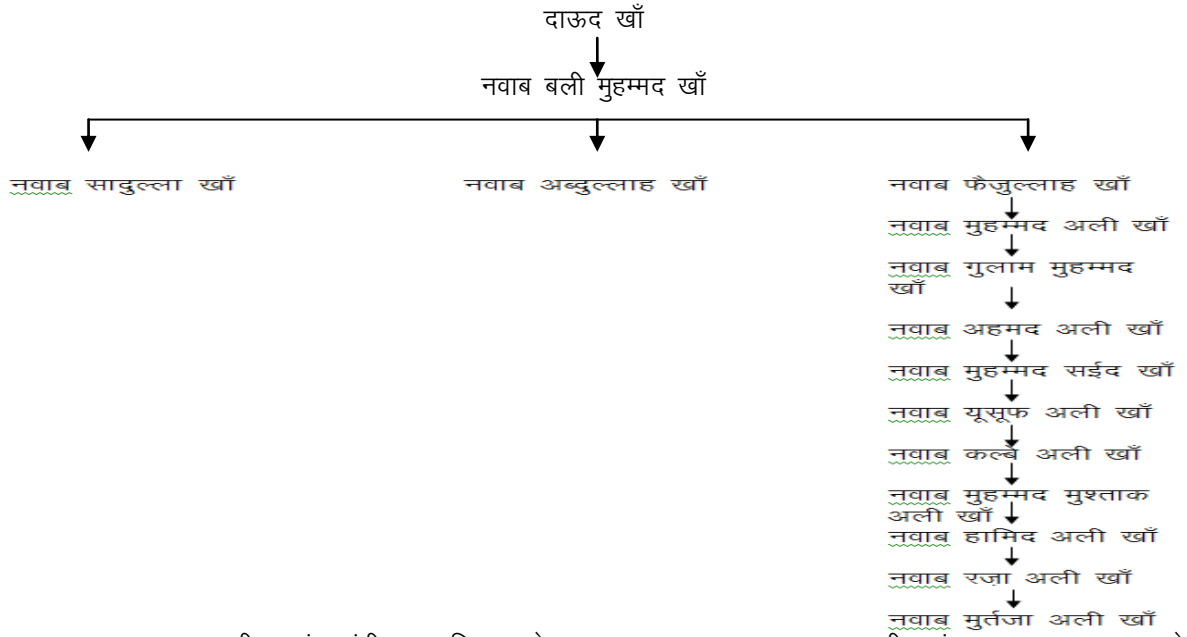 दाऊद खाँ
नवाब बली मुहम्मद खाँ
नवाब सादुल्ला खाँ नवाब अब्दुल्लाह खाँ नवाब फैजुल्लाह खाँ
नवाब मुहम्मद अली खाँ
नवाब गुलाम मुहम्मद
खाँ
नवाब अहमद अली खाँ
नवाब मुहम्मद सईद खाँ
नवाब यूसूफ अली खाँ
नवाब कल्बे अली खाँ
नवाब मुहम्मद मुश्ताक
अली खाँ
नवाब हामिद अली खाँ
नवाब रज़ा अली खाँ
नवाब मुर्तजा अली खाँ